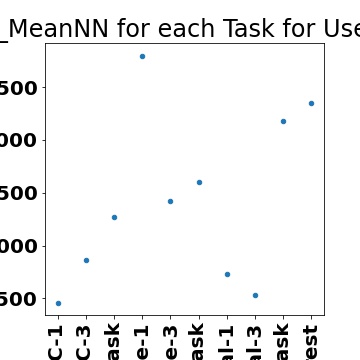 _MeanNN for each Task for Use
500
000
500
000
500
C-1
C-3
ask
e-1
e-3
ask
al-1
al-3
ask
est